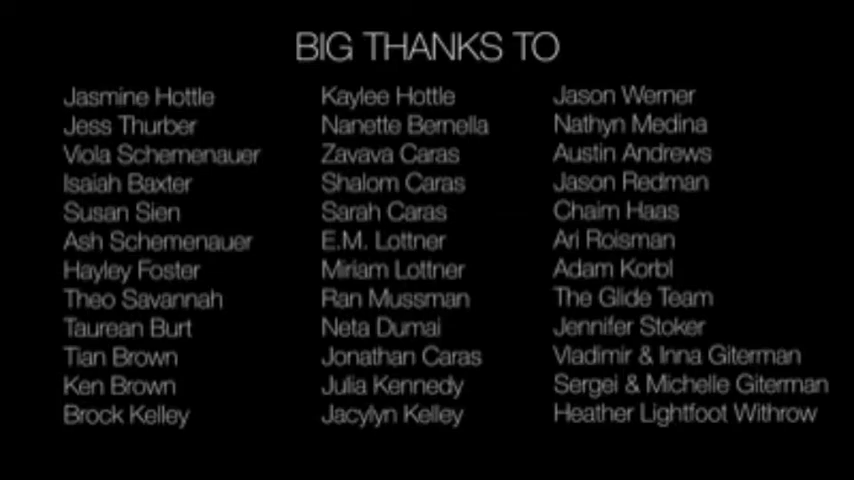 BIG THANKS TO
Jasmine Hottle
Jess Thurber
Viola Schemenauer
Isaiah Baxter
Susan Sien
Ash Schemenauer
Hayley Foster
Theo Savannah
Taurean Burt
Tian Brown
Ken Brown
Brock Kelley
Kaylee Hottle
Nanette Bernella
Zavava Caras
Shalom Caras
Sarah Caras
E.M. Lottner
Miriam Lottner
Ran Mussman
Neta Dumai
Jonathan Caras
Julia Kennedy
Jacylyn Kelley
Jason Werner
Nathyn Medina
Austin Andrews
Jason Redman
Chaim Haas
Ari Roisman
Adam Korbl
The Glide Team
Jennifer Stoker
Vladimir & Inna Giterman
Sergei & Michelle Giterman
Heather Lightfoot Withrow